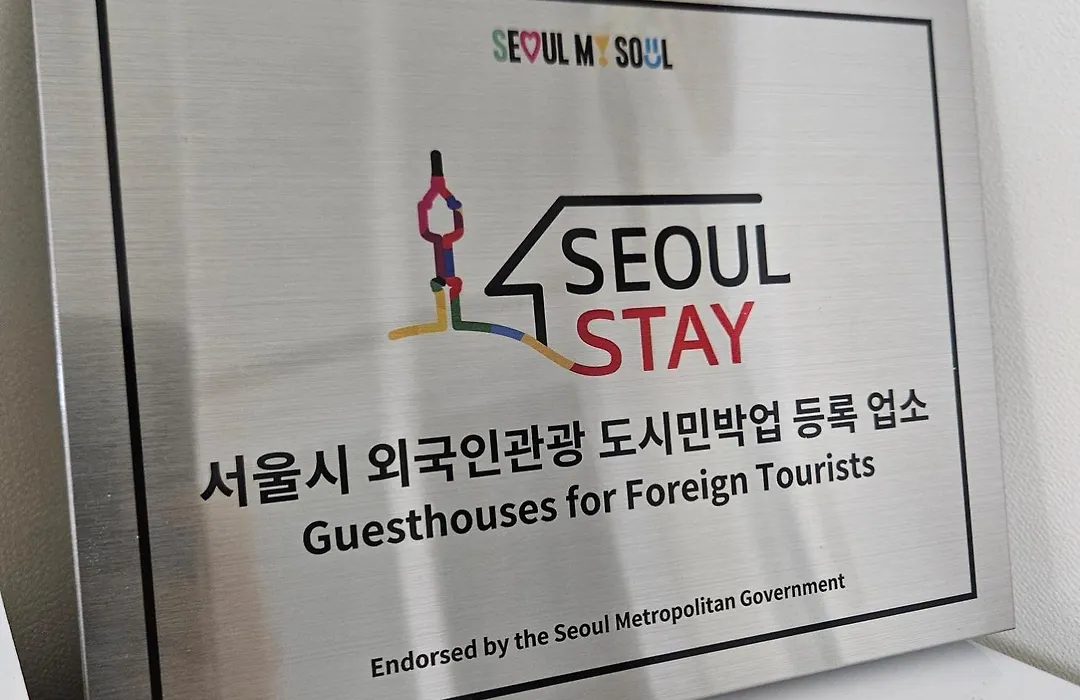 SEOUL MY SOUL
SEOUL
STAY
서울시 외국인관광 도시민박업 등록 업소
Guesthouses for Foreign Tourists
Endorsed by the Seoul Metropolitan Government